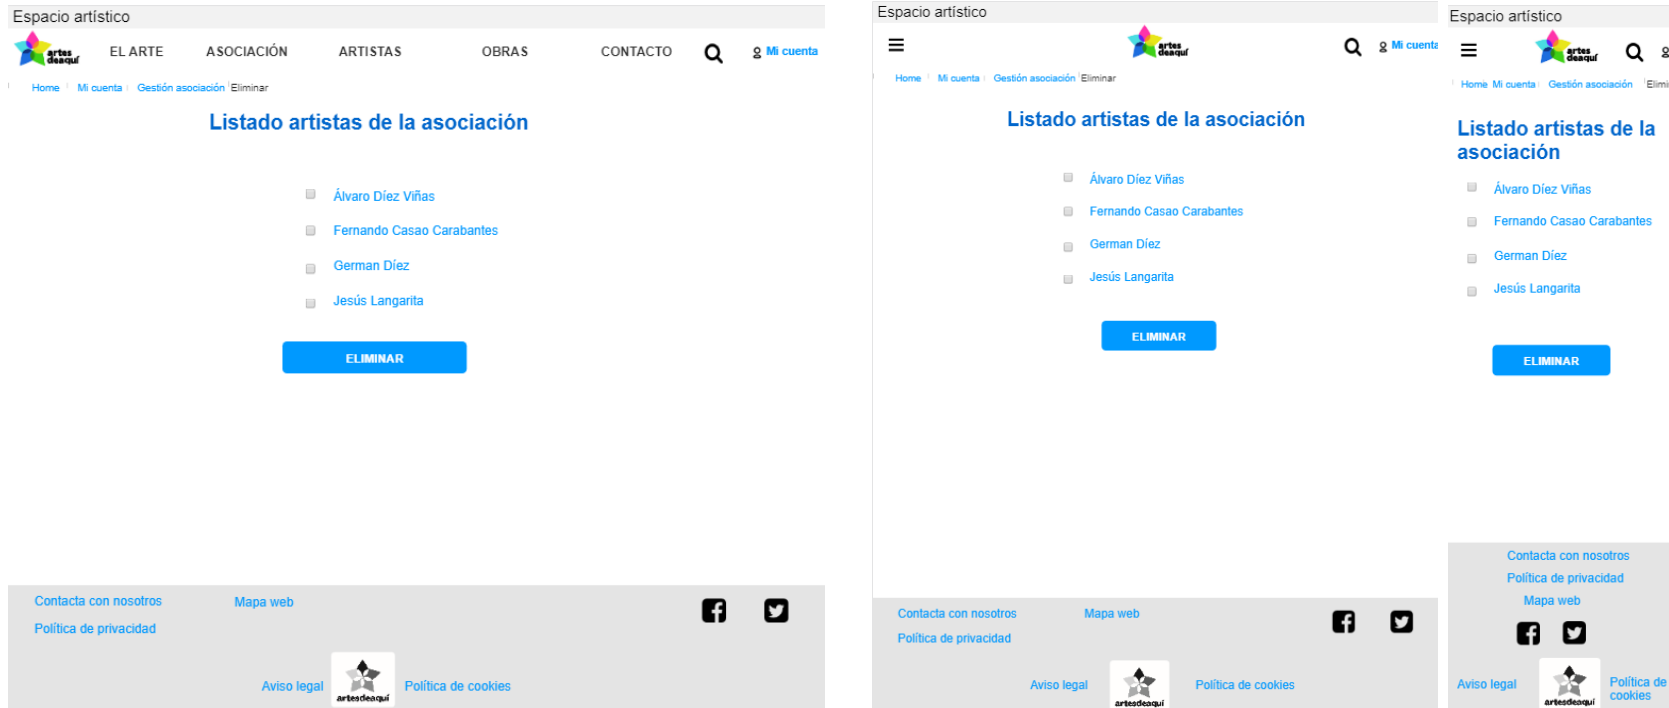 Espacio artístico
artes
deaquí
EL ARTE ASOCIACIÓN ARTISTAS OBRAS CONTACTO Mi cuenta
Home Mi cuenta Gestión asociación Eliminar
Listado artistas de la asociación
Álvaro Díez Viñas
Fernando Casao Carabantes
German Díez
Jesús Langarita
ELIMINAR
Contacta con nosotros Mapa web
Política de privacidad
Aviso legal artesdeaquí Política de cookies
Espacio artístico
artes
deaquí
Mi cuenta
Home Mi cuenta Gestión asociación Eliminar
Listado artistas de la asociación
Álvaro Díez Viñas
Fernando Casao Carabantes
German Díez
Jesús Langarita
ELIMINAR
Contacta con nosotros Mapa web
Política de privacidad
Aviso legal artesdeaquí Política de cookies
Espacio artístico
artes
deaquí
Home Mi cuenta Gestión asociación Elimi
Listado artistas de la
asociación
Álvaro Díez Viñas
Fernando Casao Carabantes
German Díez
Jesús Langarita
ELIMINAR
Contacta con nosotros
Política de privacidad
Mapa web
Aviso legal artesdeaquí Política de
cookies